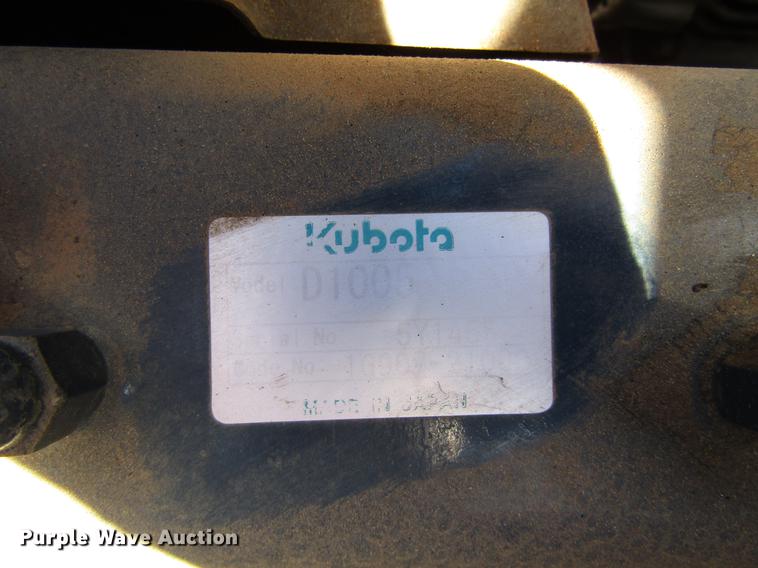 Kubota
Model D1005
Serial No
Code No.
MADE IN JAPAN
Purple Wave Auction